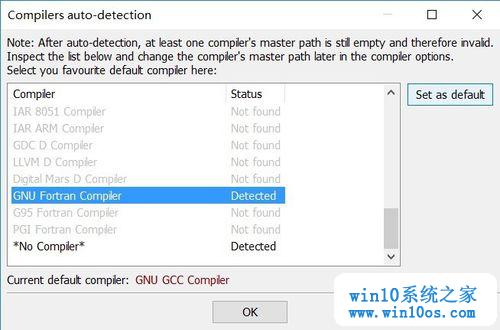 Compilers auto-detection
Note: After auto-detection, at least one compiler's master path is still empty and therefore invalid.
Inspect the list below and change the compiler's master path later in the compiler options.
Select you favourite default compiler here:
Compiler Status
IAR 8051 Compiler Not found
IAR ARM Compiler Not found
GDC D Compiler Not found
LLVM D Compiler Not found
Digital Mars D Compiler Not found
GNU Fortran Compiler Detected
G95 Fortran Compiler Not found
PGI Fortran Compiler Not found
*No Compiler* Detected
Set as default
Current default compiler: GNU GCC Compiler
OK
win10系统之家
www.win10os.com